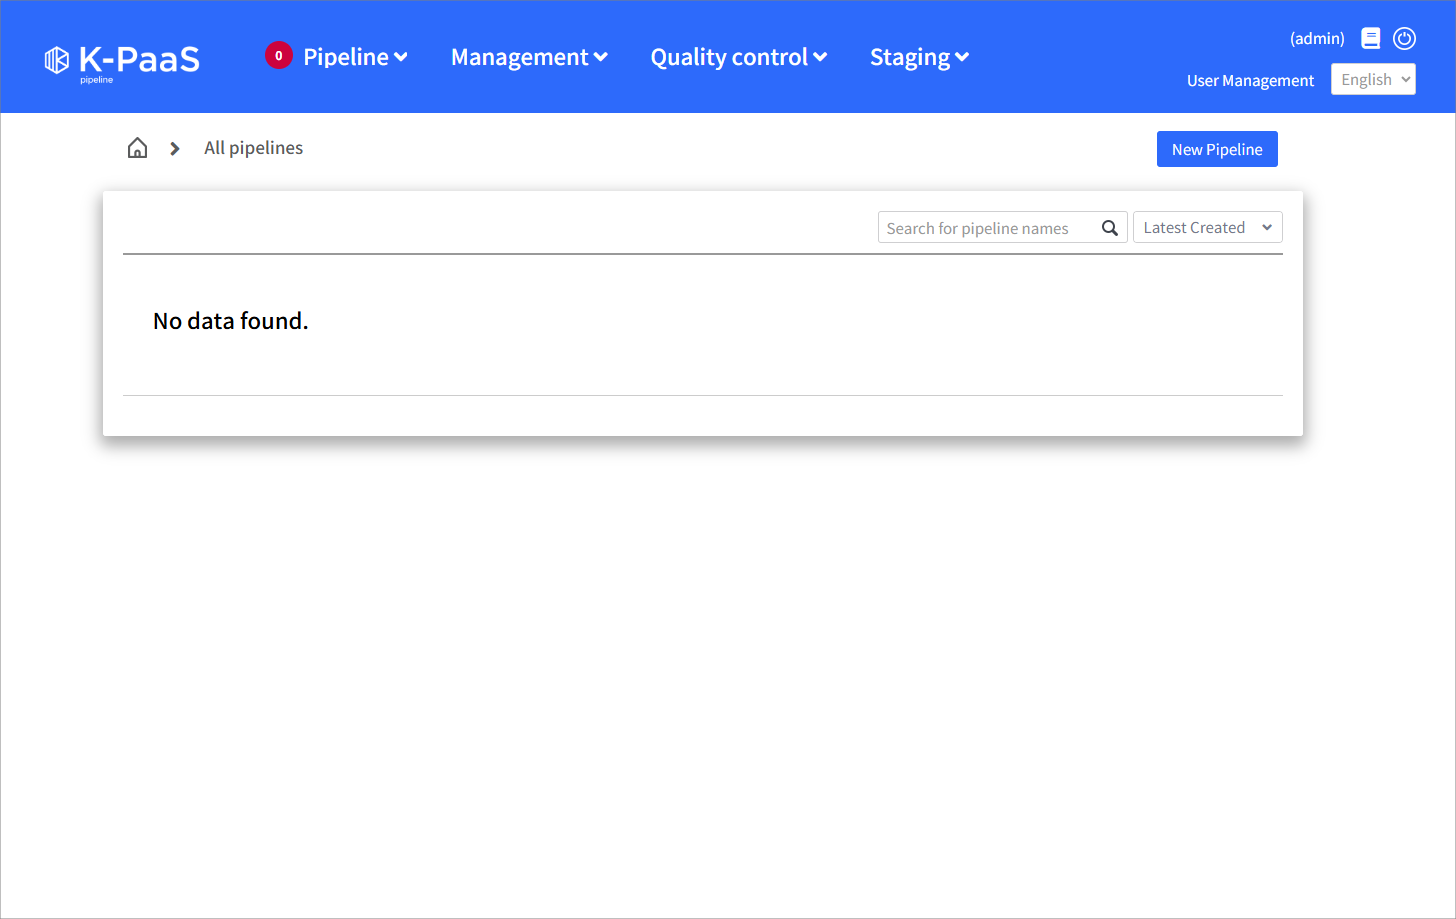 K-PaaS
pipeline
0 Pipeline Management Quality control Staging
(admin)
User Management English
All pipelines
New Pipeline
Search for pipeline names Latest Created
No data found.